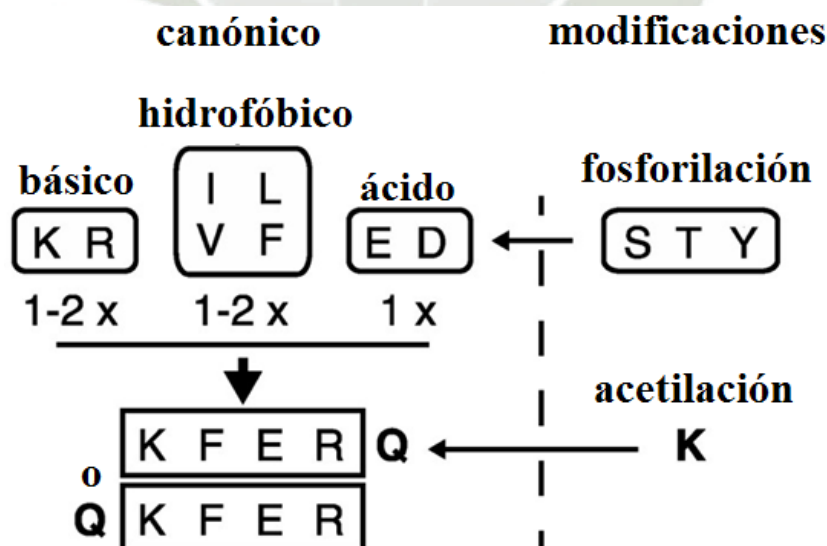 canónico modificaciones
hidrofóbico
básico ácido fosforilación
I L
K R V F E D S T Y
1-2 x 1-2 x 1 x
acetilación
K F E R Q K
o
Q K F E R